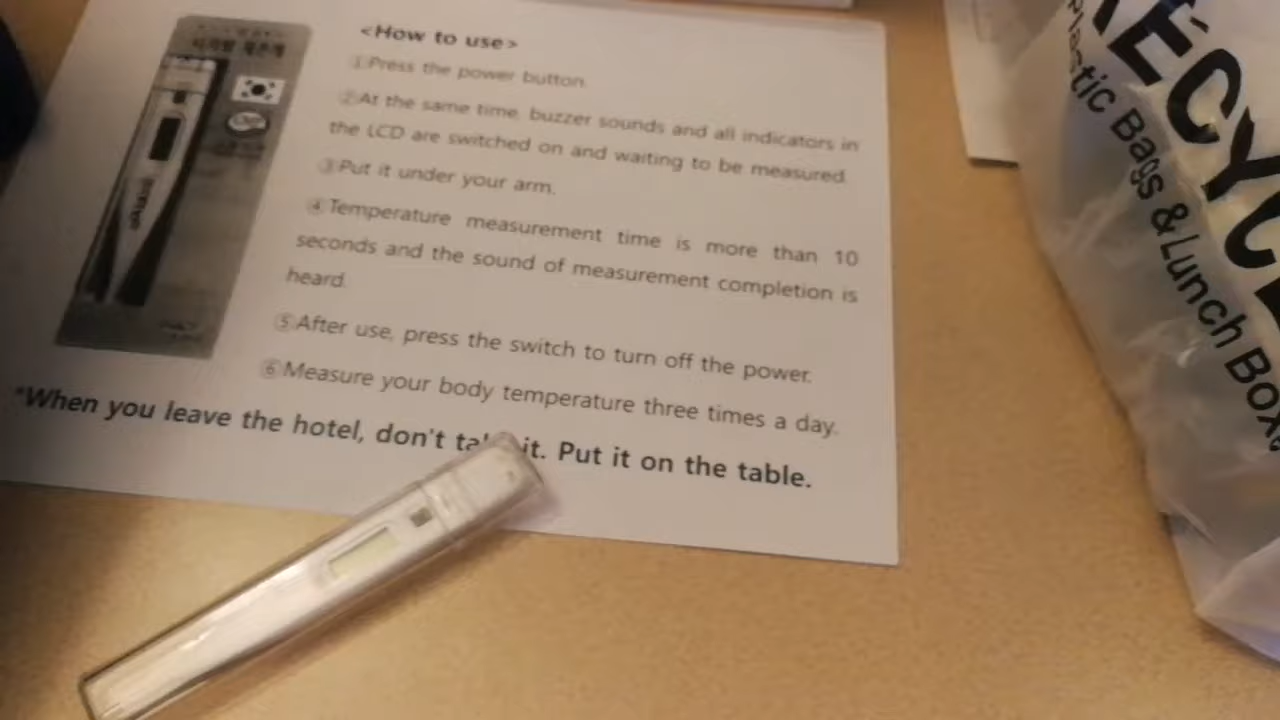 <How to use>
①Press the power button.
②At the same time, buzzer sounds and all indicators in
the LCD are switched on and waiting to be measured.
③Put it under your arm.
④Temperature measurement time is more than 10
seconds and the sound of measurement completion is
heard.
⑤After use, press the switch to turn off the power.
⑥Measure your body temperature three times a day.
*When you leave the hotel, don't it. Put it on the table.
RECYCL
Plastic Bags & Lunch Box